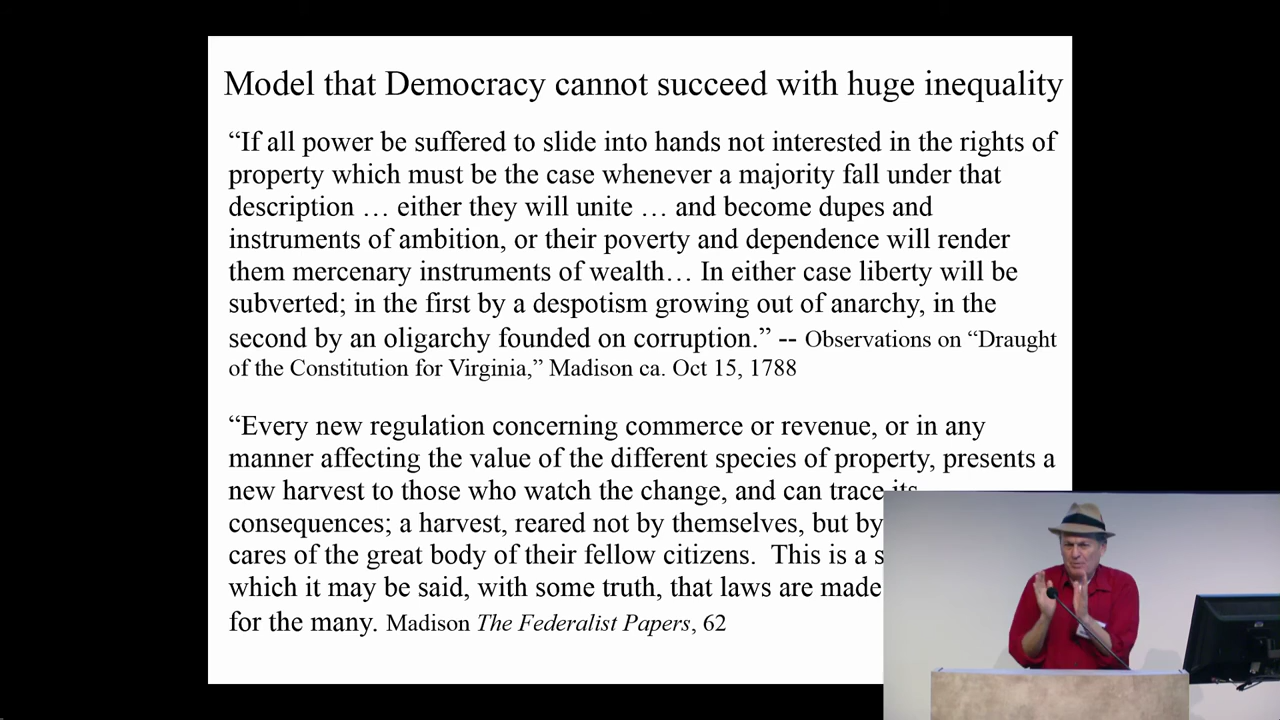 Model that Democracy cannot succeed with huge inequality
“If all power be suffered to slide into hands not interested in the rights of
property which must be the case whenever a majority fall under that
description … either they will unite … and become dupes and
instruments of ambition, or their poverty and dependence will render
them mercenary instruments of wealth… In either case liberty will be
subverted; in the first by a despotism growing out of anarchy, in the
second by an oligarchy founded on corruption.” -- Observations on “Draught
of the Constitution for Virginia,” Madison ca. Oct 15, 1788
“Every new regulation concerning commerce or revenue, or in any
manner affecting the value of the different species of property, presents a
new harvest to those who watch the change, and can trace its
consequences; a harvest, reared not by themselves, but by
cares of the great body of their fellow citizens. This is a s
which it may be said, with some truth, that laws are made
for the many. Madison The Federalist Papers, 62